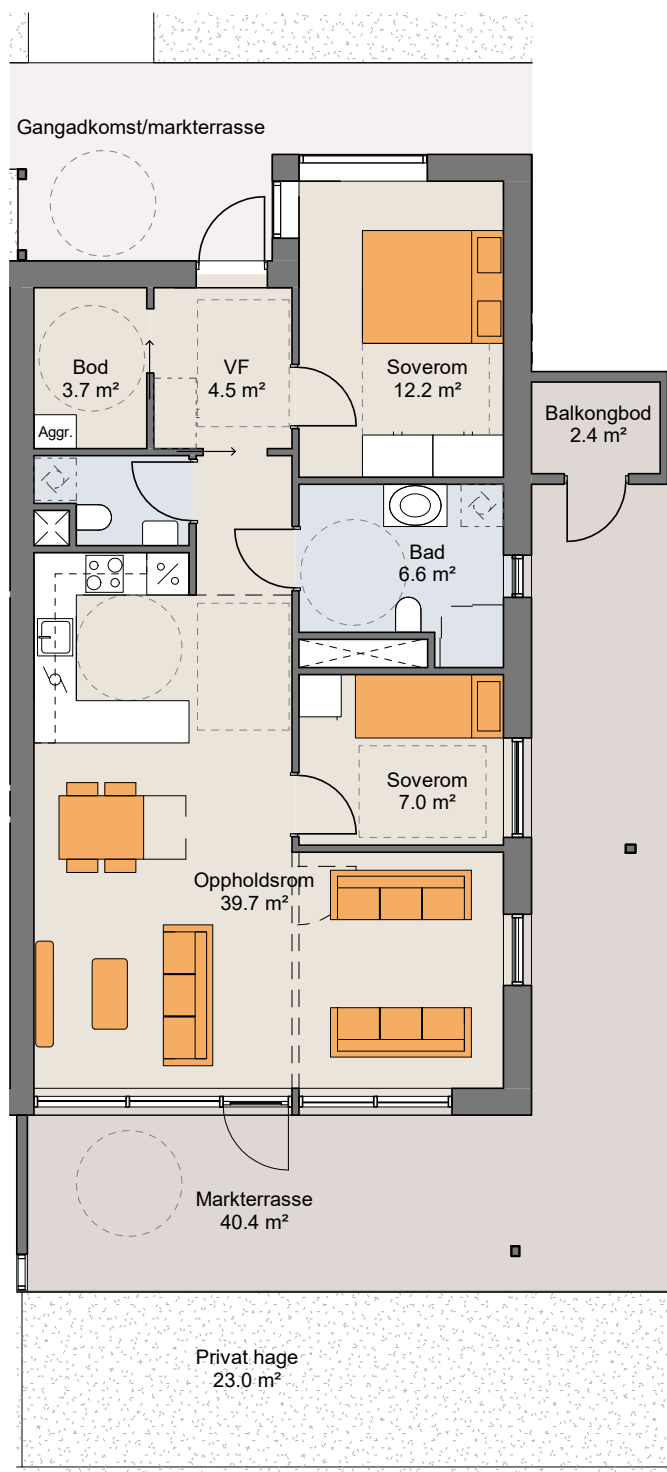 Gangadkomst/markterrasse
Bod
3.7 m²
VF
4.5 m²
Soverom
12.2 m²
Aggr.
Balkongbod
2.4 m²
Bad
6.6 m²
Soverom
7.0 m²
Oppholdsrom
39.7 m²
Markterrasse
40.4 m²
Privat hage
23.0 m²